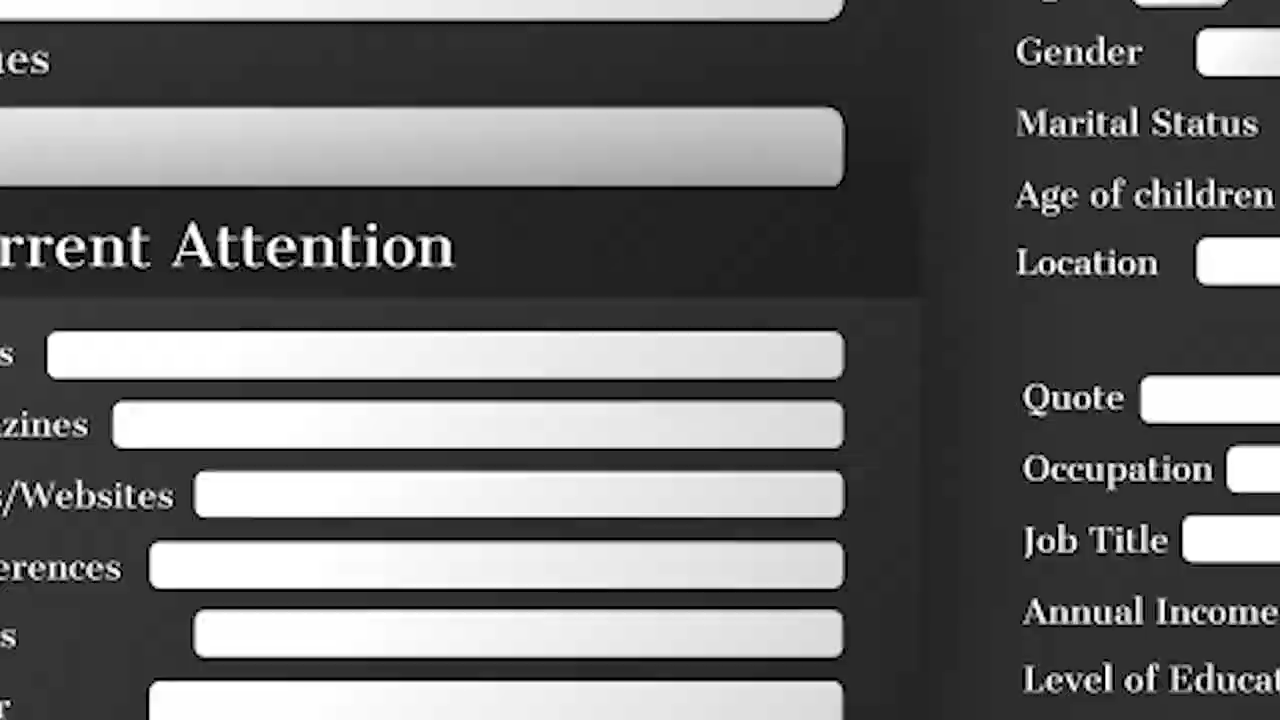 nes
rrent Attention
s
zines
s/Websites
erences
s
r
Gender
Marital Status
Age of children
Location
Quote
Occupation
Job Title
Annual Income
Level of Educat